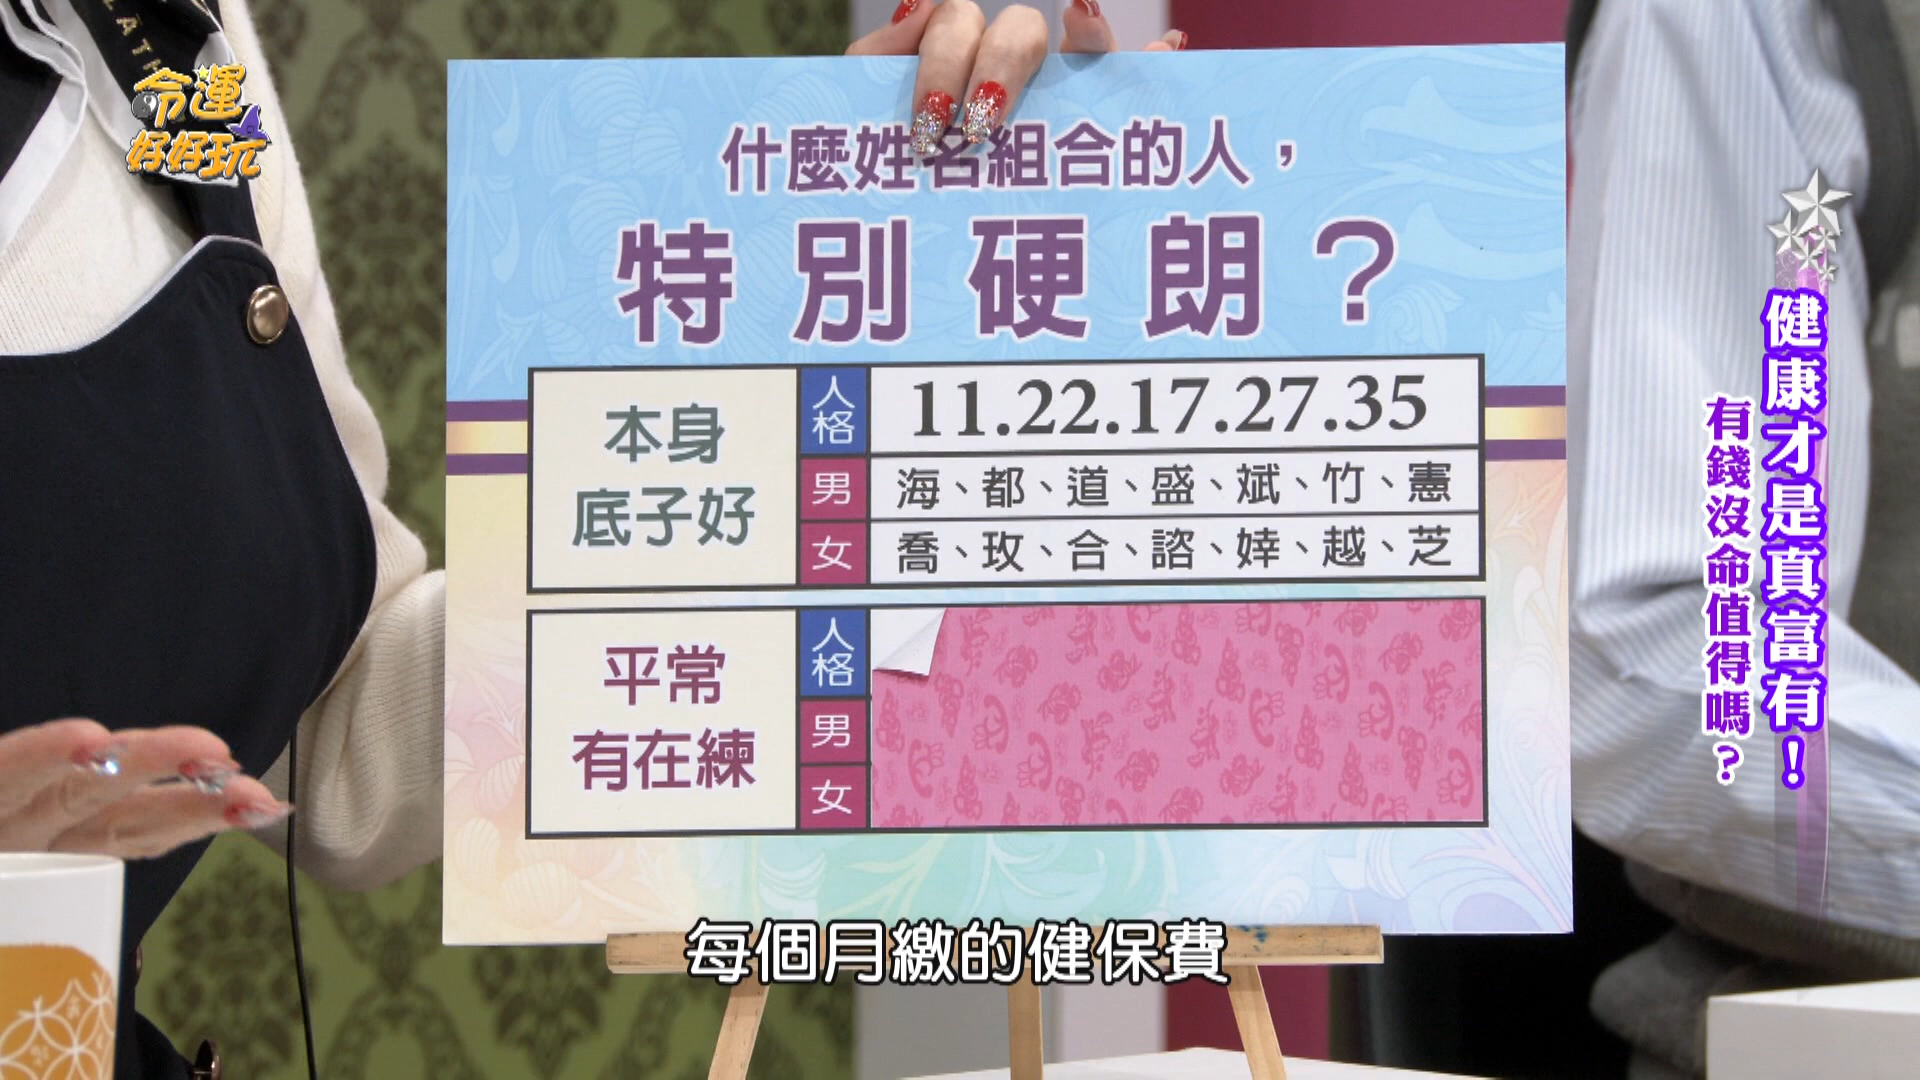 命運
好好玩
什麼姓名組合的人，
特別硬朗？
本身
底子好
人格
11.22.17.27.35
男
海、都、道、盛、斌、竹、憲
女
喬、玫、合、諮、婞、越、芝
平常
有在練
人格
男
女
健康才是真富有！
有錢沒命值得嗎？
每個月繳的健保費